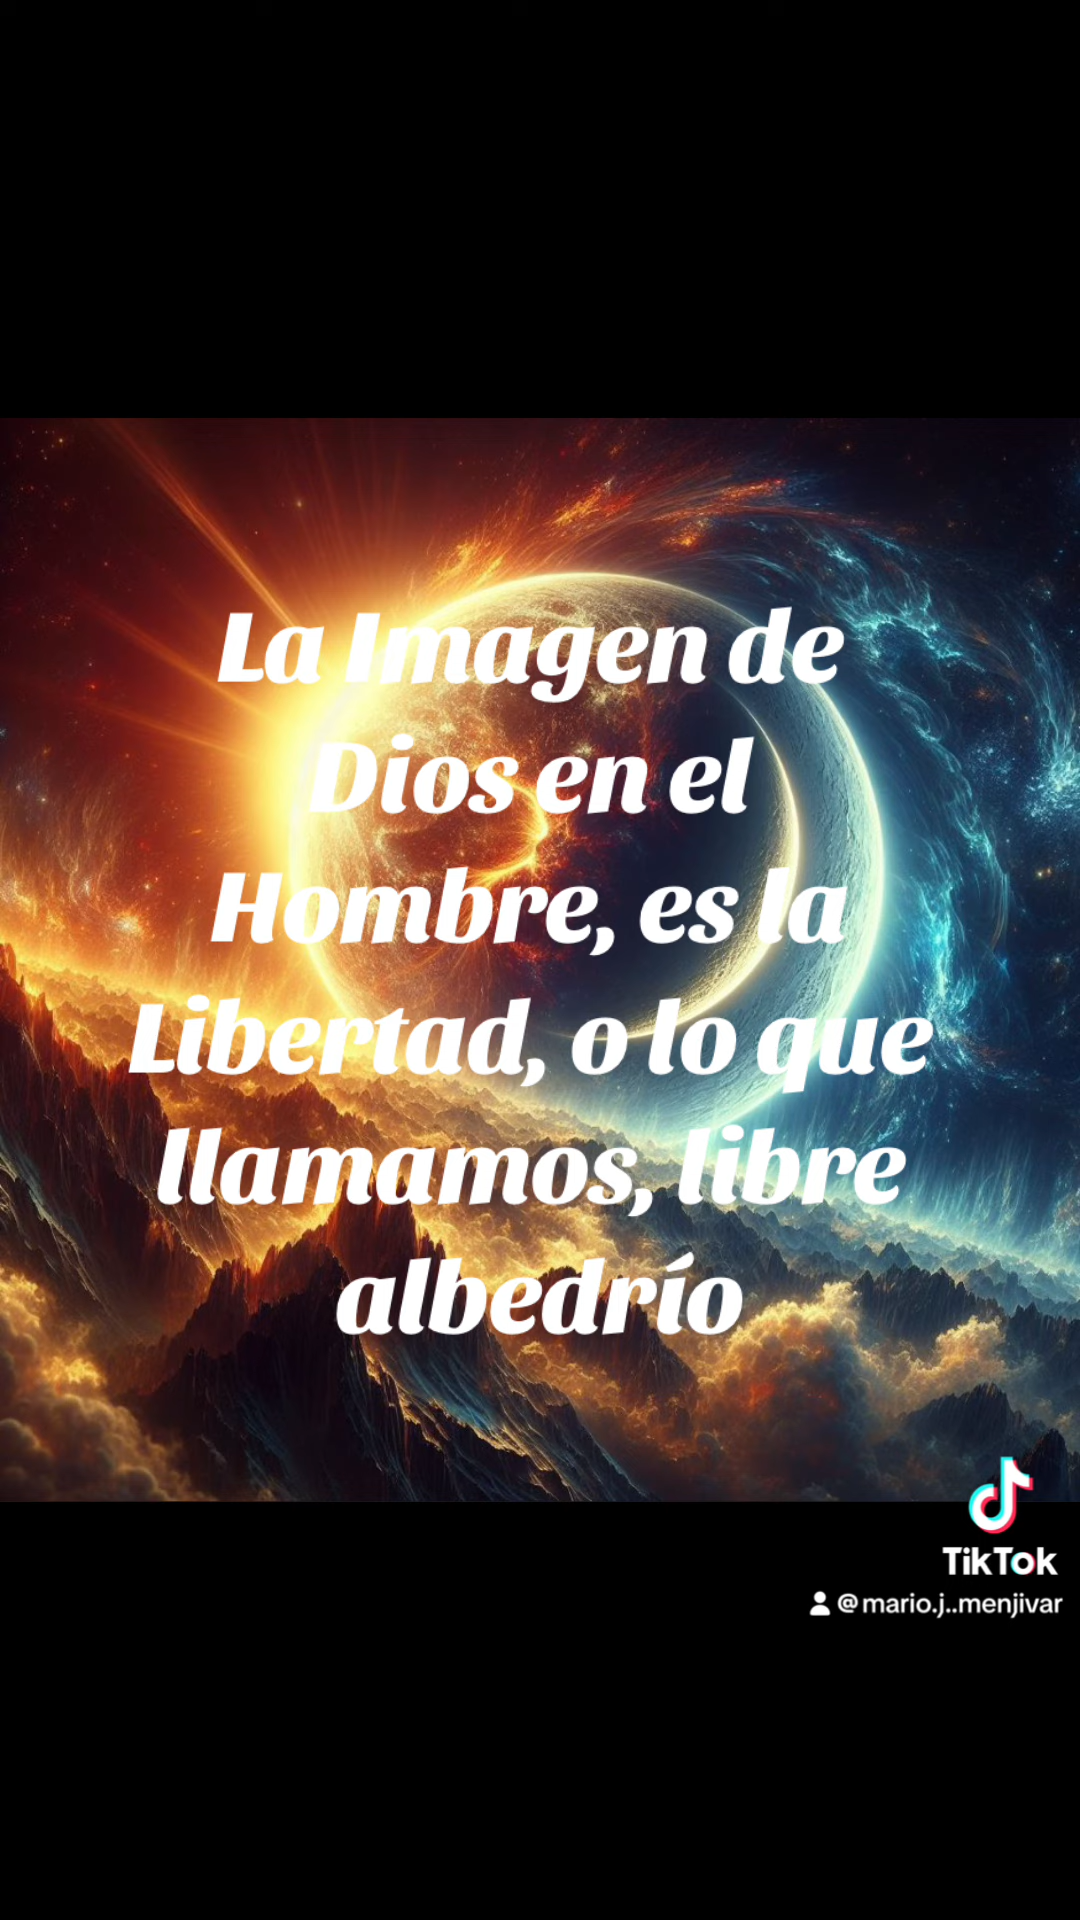 La Imagen de
Dios en el
Hombre, es la
Libertad, o lo que
llamamos, libre
albedrío
TikTok
@mario.j..menjivar